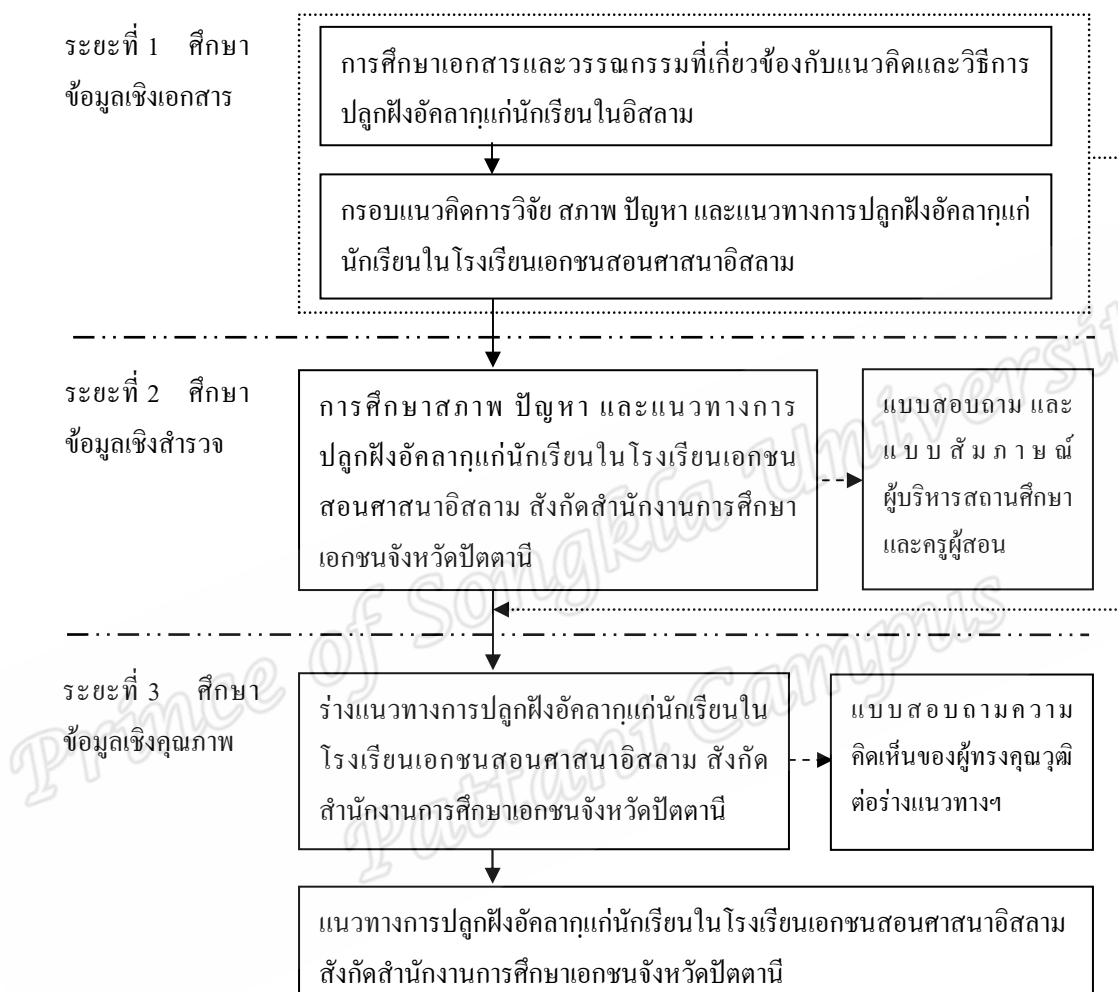 ระยะที่ 1 ศึกษา
ข้อมูลเชิงเอกสาร
การศึกษาเอกสารและวรรณกรรมที่เกี่ยวข้องกับแนวคิดและวิธีการ
ปลูกฝังอัคลากฺแก่นักเรียนในอิสลาม
กรอบแนวคิดการวิจัย สภาพ ปัญหา และแนวทางการปลูกฝังอัคลากฺแก่
นักเรียนในโรงเรียนเอกชนสอนศาสนาอิสลาม
ระยะที่ 2 ศึกษา
ข้อมูลเชิงสำรวจ
การศึกษาสภาพ ปัญหา และแนวทางการ
ปลูกฝังอัคลากฺแก่นักเรียนในโรงเรียนเอกชน
สอนศาสนาอิสลาม สังกัดสำนักงานการศึกษา
เอกชนจังหวัดปัตตานี
แบบสอบถาม และ
แบบสัมภาษณ์
ผู้บริหารสถานศึกษา
และครูผู้สอน
ระยะที่ 3 ศึกษา
ข้อมูลเชิงคุณภาพ
ร่างแนวทางการปลูกฝังอัคลากฺแก่นักเรียนใน
โรงเรียนเอกชนสอนศาสนาอิสลาม สังกัด
สำนักงานการศึกษาเอกชนจังหวัดปัตตานี
แบบสอบถามความ
คิดเห็นของผู้ทรงคุณวุฒิ
ต่อร่างแนวทางฯ
แนวทางการปลูกฝังอัคลากฺแก่นักเรียนในโรงเรียนเอกชนสอนศาสนาอิสลาม
สังกัดสำนักงานการศึกษาเอกชนจังหวัดปัตตานี
Prince of Songkla Universit
Pattani Campus